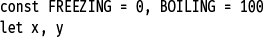 const FREEZING = 0, BOILING = 100
let x, y